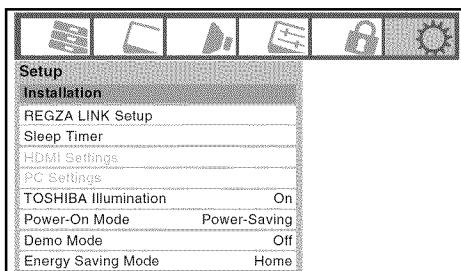 Setup
Installation
REGZA LINK Setup
Sleep Timer
HDMI Settings
PC Settings
TOSHIBA Illumination On
Power-On Mode Power-Saving
Demo Mode Off
Energy Saving Mode Home